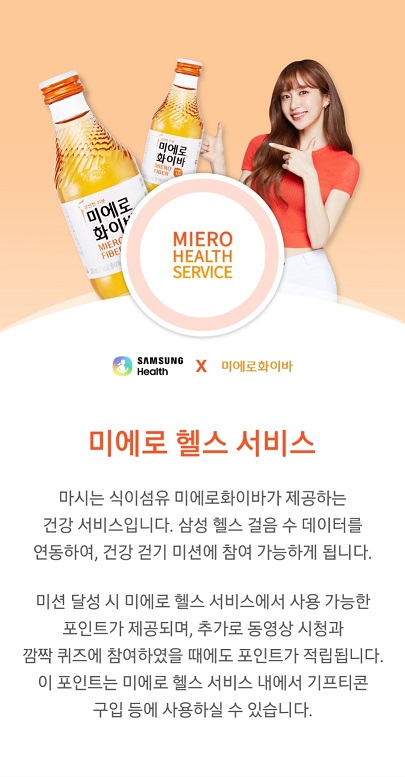 미에로
화이바
MIERO
FIBER
미에로
화이바
MIERO
FIBER
MIERO
HEALTH
SERVICE
SAMSUNG
Health
X
미에로화이바
미에로 헬스 서비스
마시는 식이섬유 미에로화이바가 제공하는
건강 서비스입니다. 삼성 헬스 걸음 수 데이터를
연동하여, 건강 걷기 미션에 참여 가능하게 됩니다.
미션 달성 시 미에로 헬스 서비스에서 사용 가능한
포인트가 제공되며, 추가로 동영상 시청과
깜짝 퀴즈에 참여하였을 때에도 포인트가 적립됩니다.
이 포인트는 미에로 헬스 서비스 내에서 기프티콘
구입 등에 사용하실 수 있습니다.